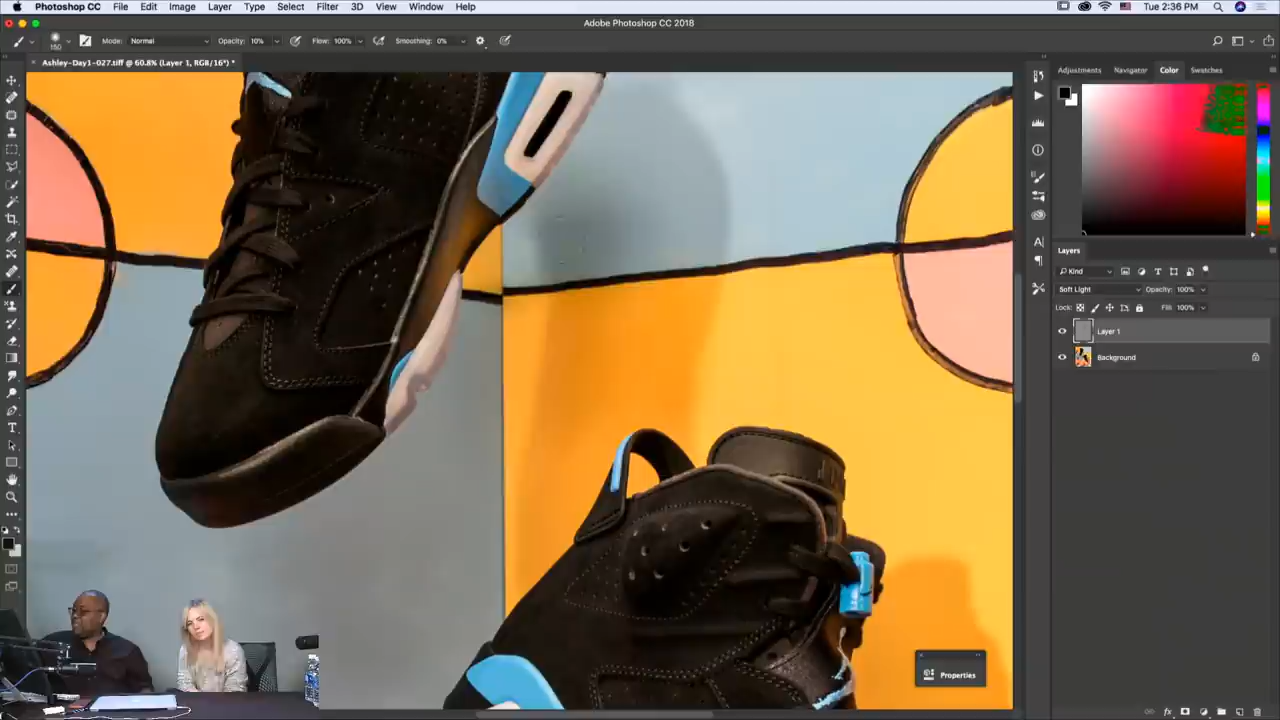 Photoshop CC File Edit Image Layer Type Select Filter 3D View Window Help Tue 2:36 PM
Adobe Photoshop CC 2018
150 Mode: Normal Opacity: 10% Flow: 100% Smoothing: 0%
× Ashley-Day1-027.tiff @ 60.8% (Layer 1, RGB/16*) *
Adjustments Navigator Color Swatches
Layers
Kind
Soft Light Opacity: 100%
Lock: Fill: 100%
Layer 1
Background
Properties